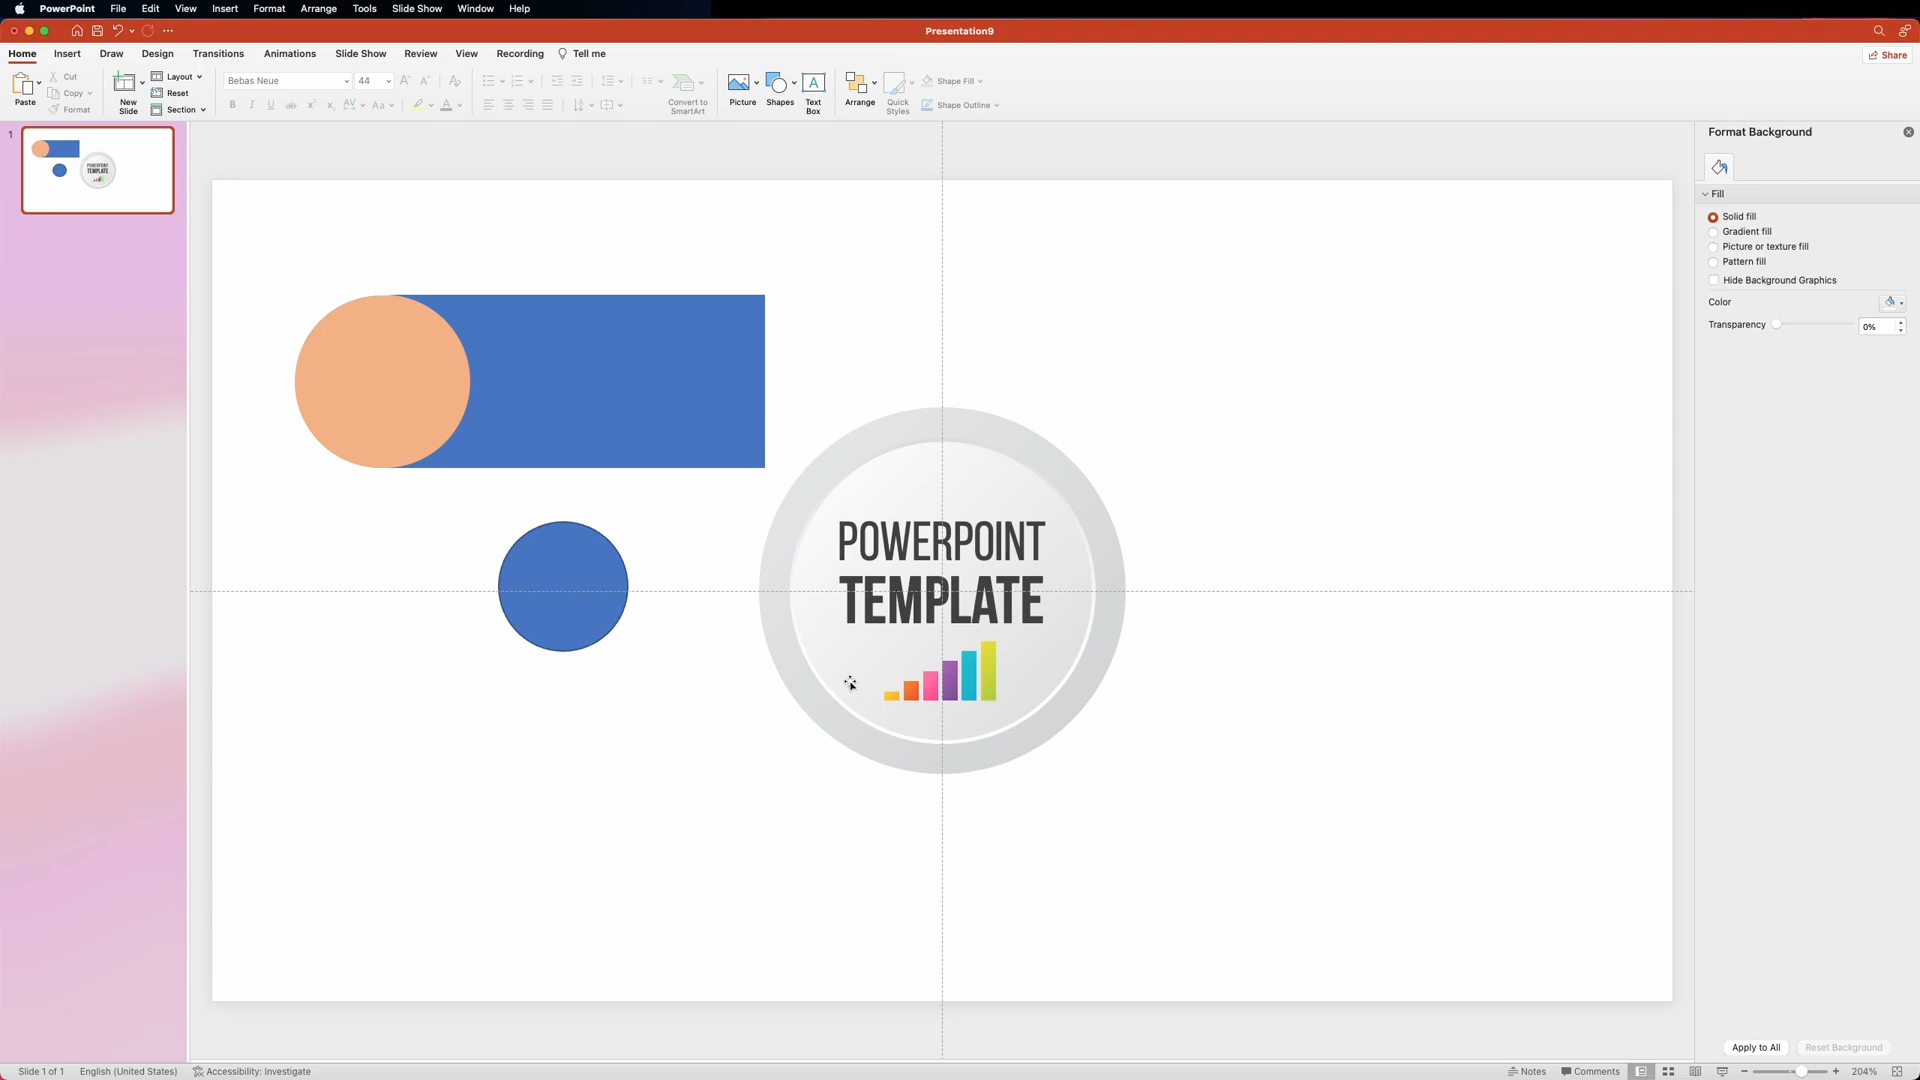 PowerPoint File Edit View Insert Format Arrange Tools Slide Show Window Help
Presentation9
Home Insert Draw Design Transitions Animations Slide Show Review View Recording Tell me Share
Paste
Cut
Copy
Format
New
Slide
Layout
Reset
Section
Bebas Neue 44
Convert to
SmartArt
Picture
Shapes
Text
Box
Arrange
Quick
Styles
Shape Fill
Shape Outline
1
POWERPOINT
TEMPLATE
POWERPOINT
TEMPLATE
Format Background
Fill
Solid fill
Gradient fill
Picture or texture fill
Pattern fill
Hide Background Graphics
Color
Transparency 0%
Apply to All Reset Background
Slide 1 of 1 English (United States) Accessibility: Investigate Notes Comments 204%